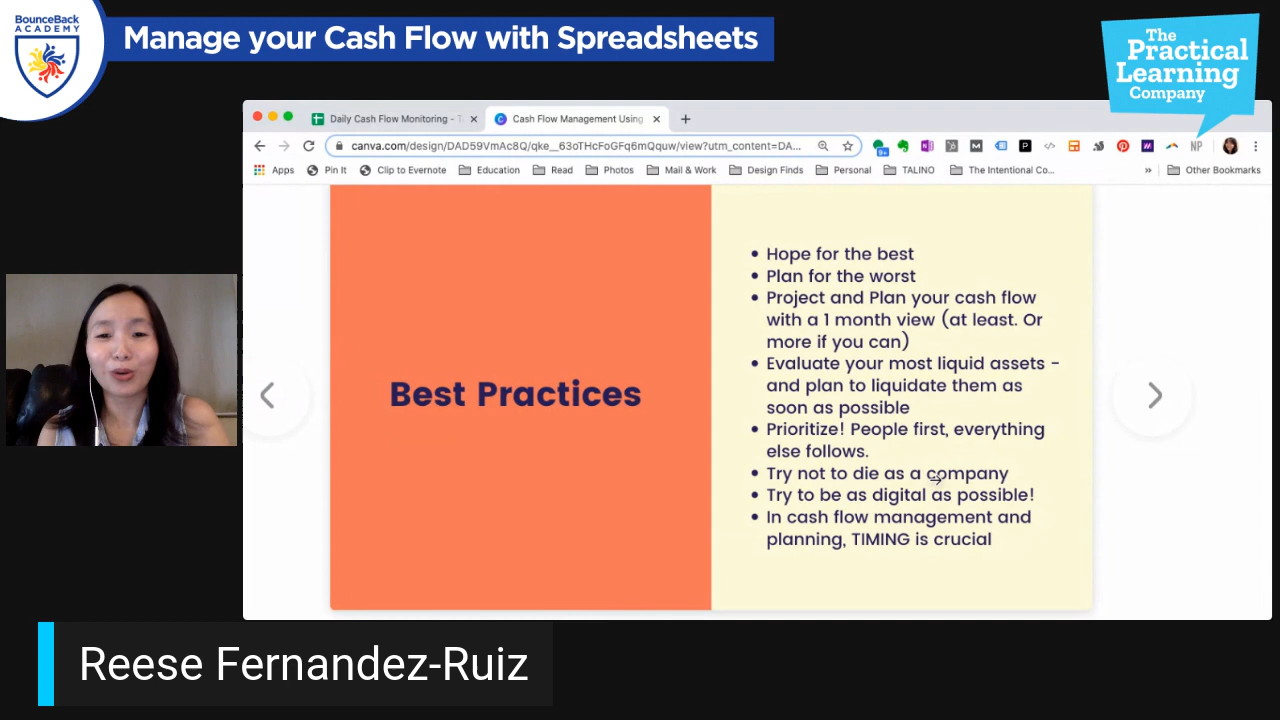 BounceBack
ACADEMY
Manage your Cash Flow with Spreadsheets
The
Practical
Learning
Company
Daily Cash Flow Monitoring -
Cash Flow Management Using
canva.com/design/DAD59VmAc8Q/qke__63oTHcFoGFq6mQquw/view?utm_content=DA...
NP
Apps
Pin It
Clip to Evernote
Education
Read
Photos
Mail & Work
Design Finds
Personal
TALINO
The Intentional Co...
Other Bookmarks
Best Practices
• Hope for the best
• Plan for the worst
• Project and Plan your cash flow
with a 1 month view (at least. Or
more if you can)
• Evaluate your most liquid assets -
and plan to liquidate them as
soon as possible
• Prioritize! People first, everything
else follows.
• Try not to die as a company
• Try to be as digital as possible!
• In cash flow management and
planning, TIMING is crucial
Reese Fernandez-Ruiz